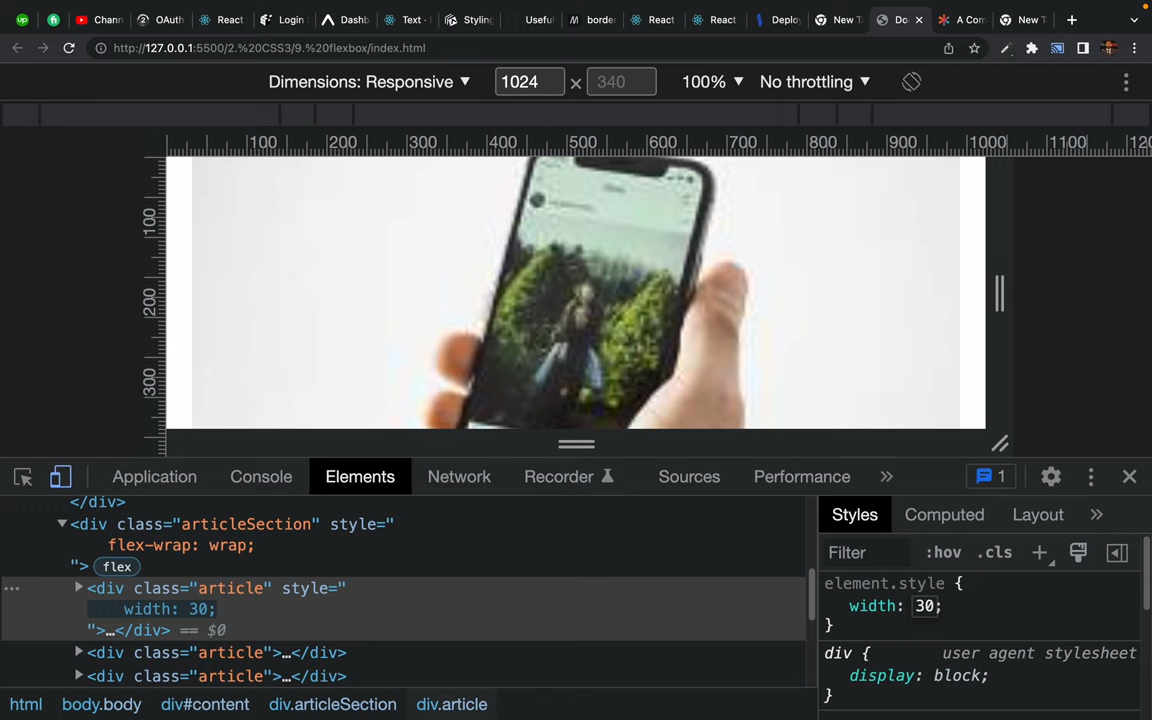 Chann
OAuth
React
Login
Dashb
Text -
Styling
Useful
border
React
React
Deploy
New T
Do
A Com
New T
http://127.0.0.1:5500/2.%20CSS3/9.%20flexbox/index.html
Dimensions: Responsive ▼ 1024 × 340 100% ▼ No throttling ▼
100 200 300 400 500 600 700 800 900 1000 1100 120
100
200
300
Application Console Elements Network Recorder Sources Performance » 1
</div>
▼<div class="articleSection" style="
flex-wrap: wrap;
"> flex
▶<div class="article" style="
width: 30;
">…</div> == $0
▶<div class="article">…</div>
▶<div class="article">…</div>
html body.body div#content div.articleSection div.article
Styles Computed Layout »
Filter :hov .cls +
element.style {
width: 30;
}
div { user agent stylesheet
display: block;
}